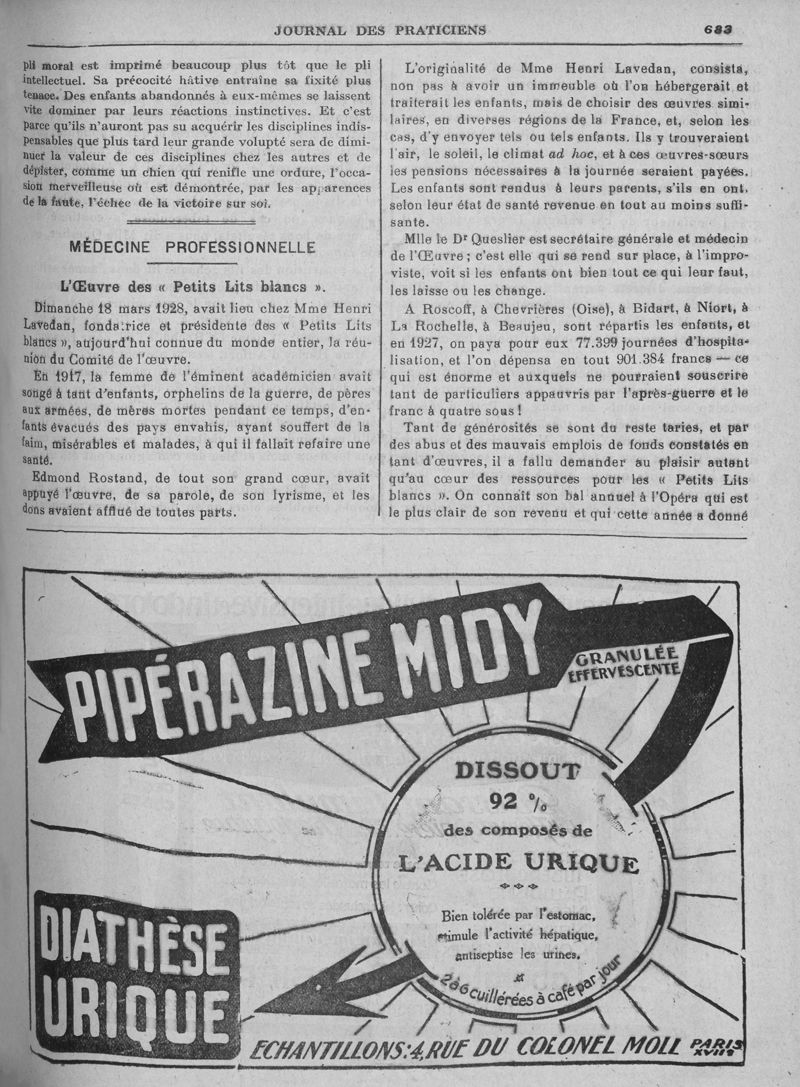 JOURNAL DES PRATICIENS
683
pli moral est imprimé beaucoup plus tôt que le pli
intellectuel. Sa précocité hâtive entraîne sa fixité plus
tenace. Des enfants abandonnés à eux-mêmes se laissent
vite dominer par leurs réactions instinctives. Et c'est
parce qu'ils n'auront pas su acquérir les disciplines indis-
pensables que plus tard leur grande volupté sera de dimi-
nuer la valeur de ces disciplines chez les autres et de
dépister, comme un chien qui renifle une ordure, l'occa-
sion merveilleuse où est démontrée, par les apparences
de la faute, l'échec de la victoire sur soi.
MÉDECINE PROFESSIONNELLE
L'Œuvre des « Petits Lits blancs ».
Dimanche 18 mars 1928, avait lieu chez Mme Henri
Lavedan, fondatrice et présidente des « Petits Lits
blancs », aujourd'hui connue du monde entier, la réu-
nion du Comité de l'œuvre.
En 1917, la femme de l'éminent académicien avait
songé à tant d'enfants, orphelins de la guerre, de pères
aux armées, de mères mortes pendant ce temps, d'en-
fants évacués des pays envahis, ayant souffert de la
faim, misérables et malades, à qui il fallait refaire une
santé.
Edmond Rostand, de tout son grand cœur, avait
appuyé l'œuvre, de sa parole, de son lyrisme, et les
dons avaient afflué de toutes parts.
L'originalité de Mme Henri Lavedan, consista,
non pas à avoir un immeuble où l'on hébergerait et
traiterait les enfants, mais de choisir des œuvres simi-
laires, en diverses régions de la France, et, selon les
cas, d'y envoyer tels ou tels enfants. Ils y trouveraient
l'air, le soleil, le climat ad hoc, et à ces œuvres-sœurs
les pensions nécessaires à la journée seraient payées.
Les enfants sont rendus à leurs parents, s'ils en ont,
selon leur état de santé revenue en tout au moins suffi-
sante.
Mlle le Dr Queslier est secrétaire générale et médecin
de l'Œuvre ; c'est elle qui se rend sur place, à l'impro-
viste, voit si les enfants ont bien tout ce qui leur faut,
les laisse ou les change.
A Roscoff, à Chevrières (Oise), à Bidart, à Niort, à
La Rochelle, à Beaujeu, sont répartis les enfants, et
en 1927, on paya pour eux 77.399 journées d'hospita-
lisation, et l'on dépensa en tout 901.384 francs — ce
qui est énorme et auxquels ne pourraient souscrire
tant de particuliers appauvris par l'après-guerre et le
franc à quatre sous !
Tant de générosités se sont du reste taries, et par
des abus et des mauvais emplois de fonds constatés en
tant d'œuvres, il a fallu demander au plaisir autant
qu'au cœur des ressources pour les « Petits Lits
blancs ». On connaît son bal annuel à l'Opéra qui est
le plus clair de son revenu et qui cette année a donné
PIPÉRAZINE MIDY
GRANULÉE
EFFERVESCENTE
DISSOUT
92 %
des composés de
L'ACIDE URIQUE
Bien tolérée par l'estomac,
stimule l'activité hépatique,
antiseptise les urines.
2 à 6 cuillérées à café par jour
DIATHÈSE
URIQUE
ECHANTILLONS: 4, RUE DU COLONEL MOLL PARIS
XVIIe